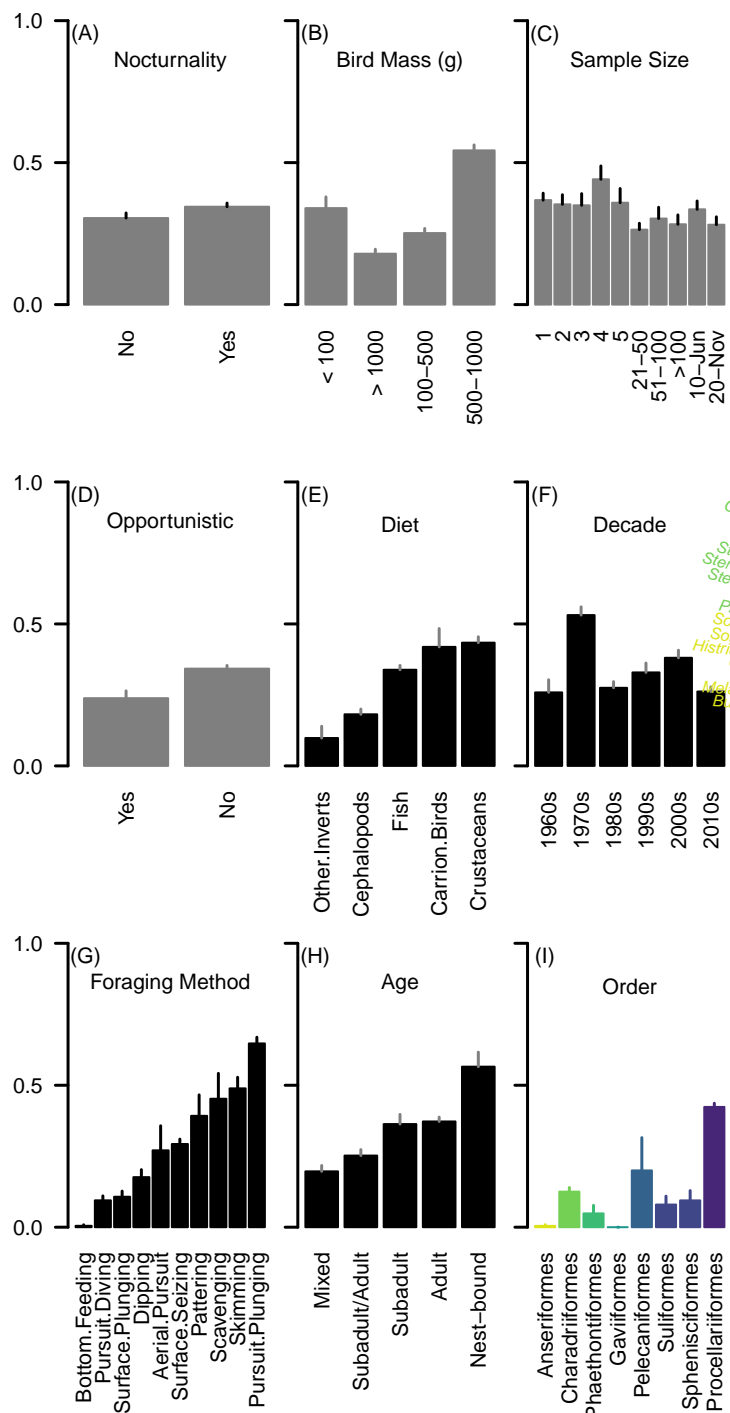 (A)
Nocturnality
1.0
0.5
0.0
No
Yes
(B)
Bird Mass (g)
< 100
> 1000
100−500
500−1000
(C)
Sample Size
1
2
3
4
5
21−50
51−100
>100
10−Jun
20−Nov
(D)
Opportunistic
1.0
0.5
0.0
Yes
No
(E)
Diet
Other.Inverts
Cephalopods
Fish
Carrion.Birds
Crustaceans
(F)
Decade
1960s
1970s
1980s
1990s
2000s
2010s
(G)
Foraging Method
1.0
0.5
0.0
Bottom.Feeding
Pursuit.Diving
Surface.Plunging
Dipping
Aerial.Pursuit
Surface.Seizing
Pattering
Scavenging
Skimming
Pursuit.Plunging
(H)
Age
Mixed
Subadult/Adult
Subadult
Adult
Nest−bound
(I)
Order
Anseriformes
Charadriiformes
Phaethontiformes
Gaviiformes
Pelecaniformes
Suliformes
Sphenisciformes
Procellariiformes